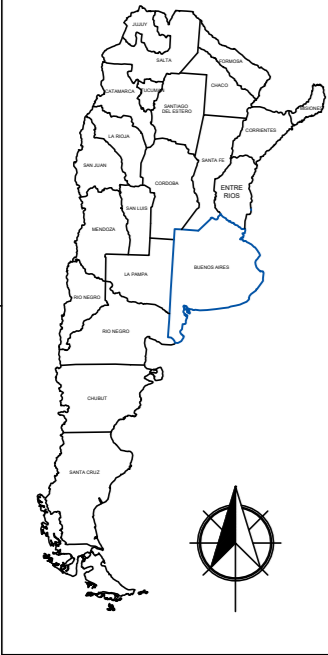 JUJUY
SALTA
FORMOSA
CATAMARCA
TUCUMAN
SANTIAGO
DEL ESTERO
CHACO
MISIONES
CORRIENTES
LA RIOJA
SAN JUAN
CORDOBA
SANTA FE
ENTRE
RIOS
SAN LUIS
MENDOZA
LA PAMPA
BUENOS AIRES
RIO NEGRO
RIO NEGRO
CHUBUT
SANTA CRUZ